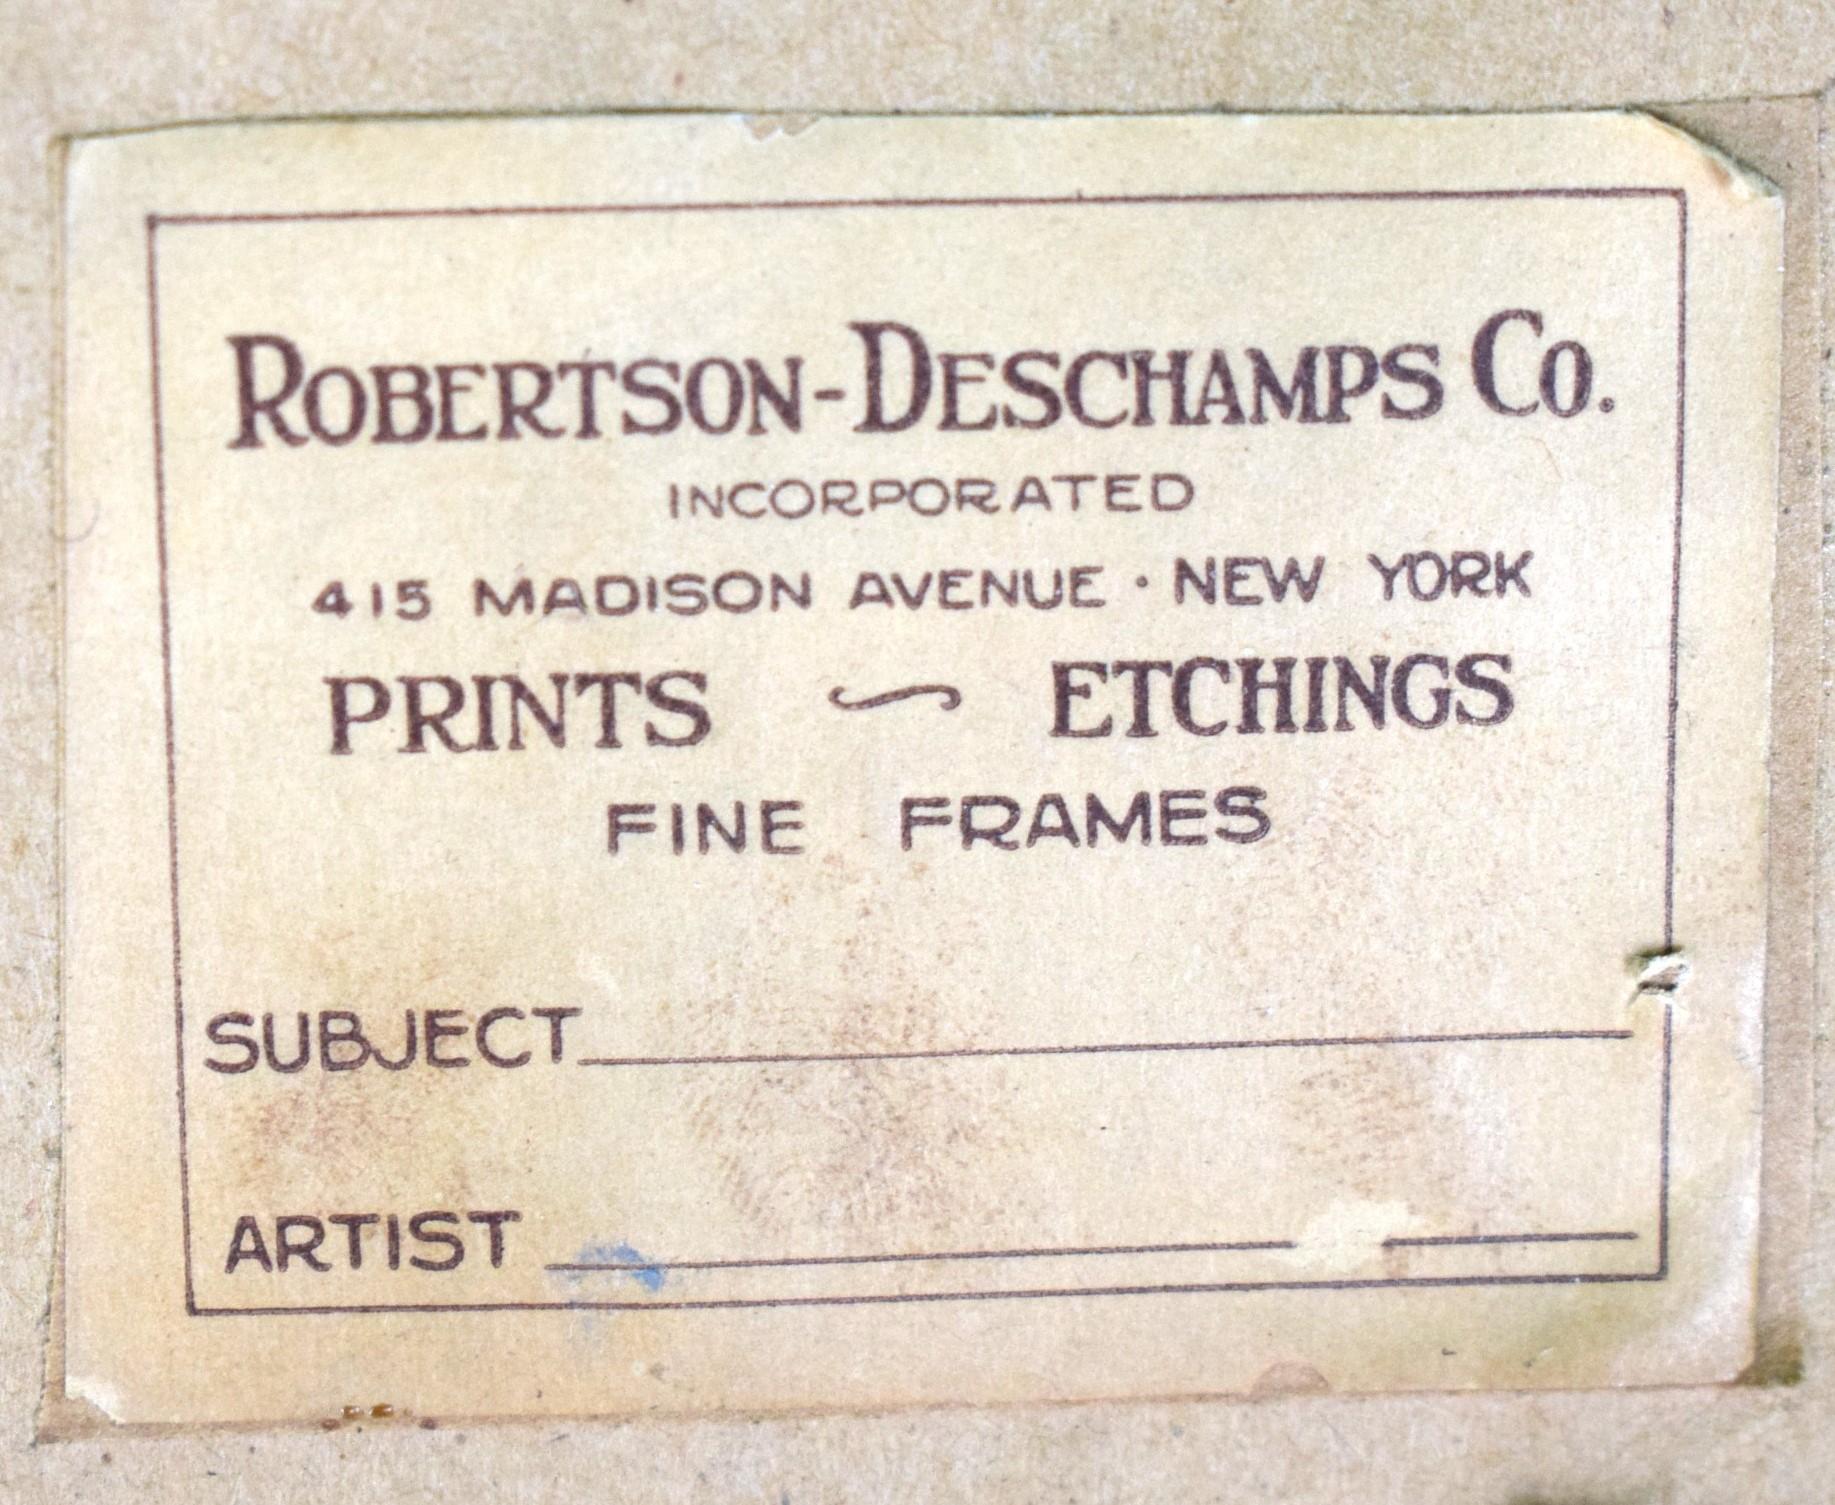 ROBERTSON-DESCHAMPS CO.
INCORPORATED
415 MADISON AVENUE · NEW YORK
PRINTS ~ ETCHINGS
FINE FRAMES
SUBJECT
ARTIST